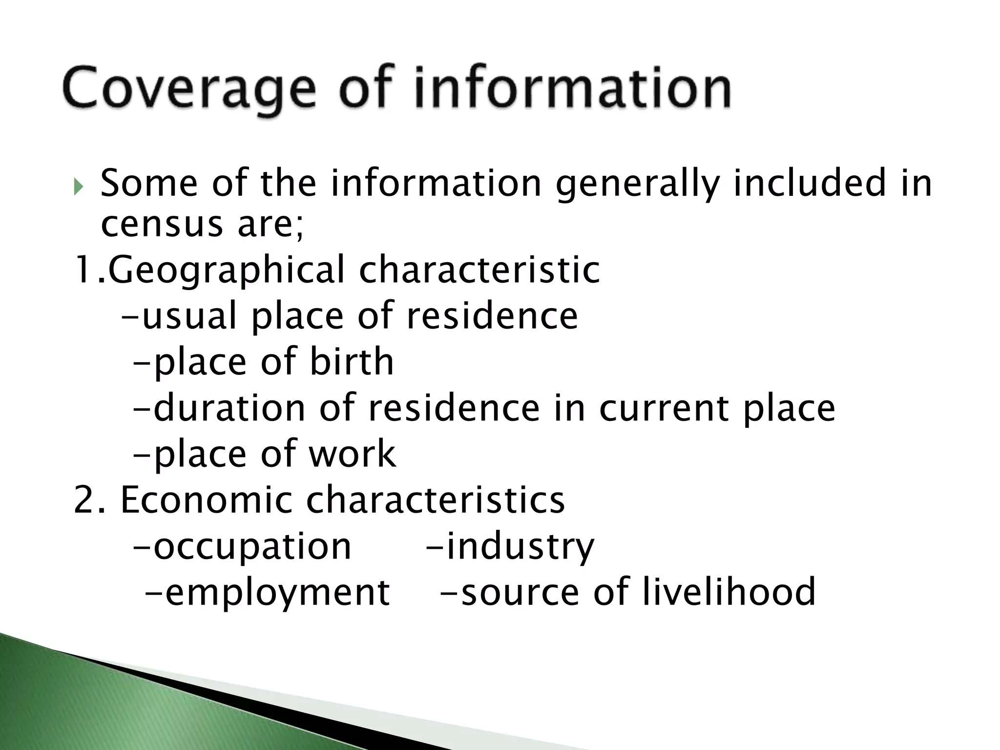 Coverage of information
Some of the information generally included in
census are;
1.Geographical characteristic
-usual place of residence
-place of birth
-duration of residence in current place
-place of work
2. Economic characteristics
-occupation -industry
-employment -source of livelihood